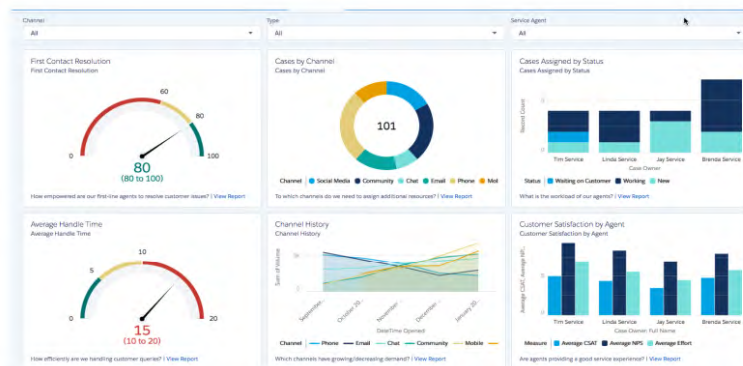 Channel
All
Type
All
Service Agent
All
First Contact Resolution
First Contact Resolution
60
80
0
100
80
(80 to 100)
How empowered are our first-line agents to resolve customer issues? | View Report
Cases by Channel
Cases by Channel
101
Channel Social Media Community Chat Email Phone Mol
To which channels do we need to assign additional resources? | View Report
Cases Assigned by Status
Cases Assigned by Status
Record Count
Tim Service Linda Service Jay Service Brenda Service
Case Owner
Status Waiting on Customer Working New
What is the workload of our agents? | View Report
Average Handle Time
Average Handle Time
10
5
0
20
15
(10 to 20)
How efficiently are we handling customer queries? | View Report
Channel History
Channel History
Sum of Volume
September... October 20... November... December... January 20...
DateTime Opened
Channel Phone Email Chat Community Mobile
Which channels have growing/decreasing demand? | View Report
Customer Satisfaction by Agent
Customer Satisfaction by Agent
Average CSAT, Average NPS...
Tim Service Linda Service Jay Service Brenda Service
Case Owner: Full Name
Measure Average CSAT Average NPS Average Effort
Are agents providing a good service experience? | View Report